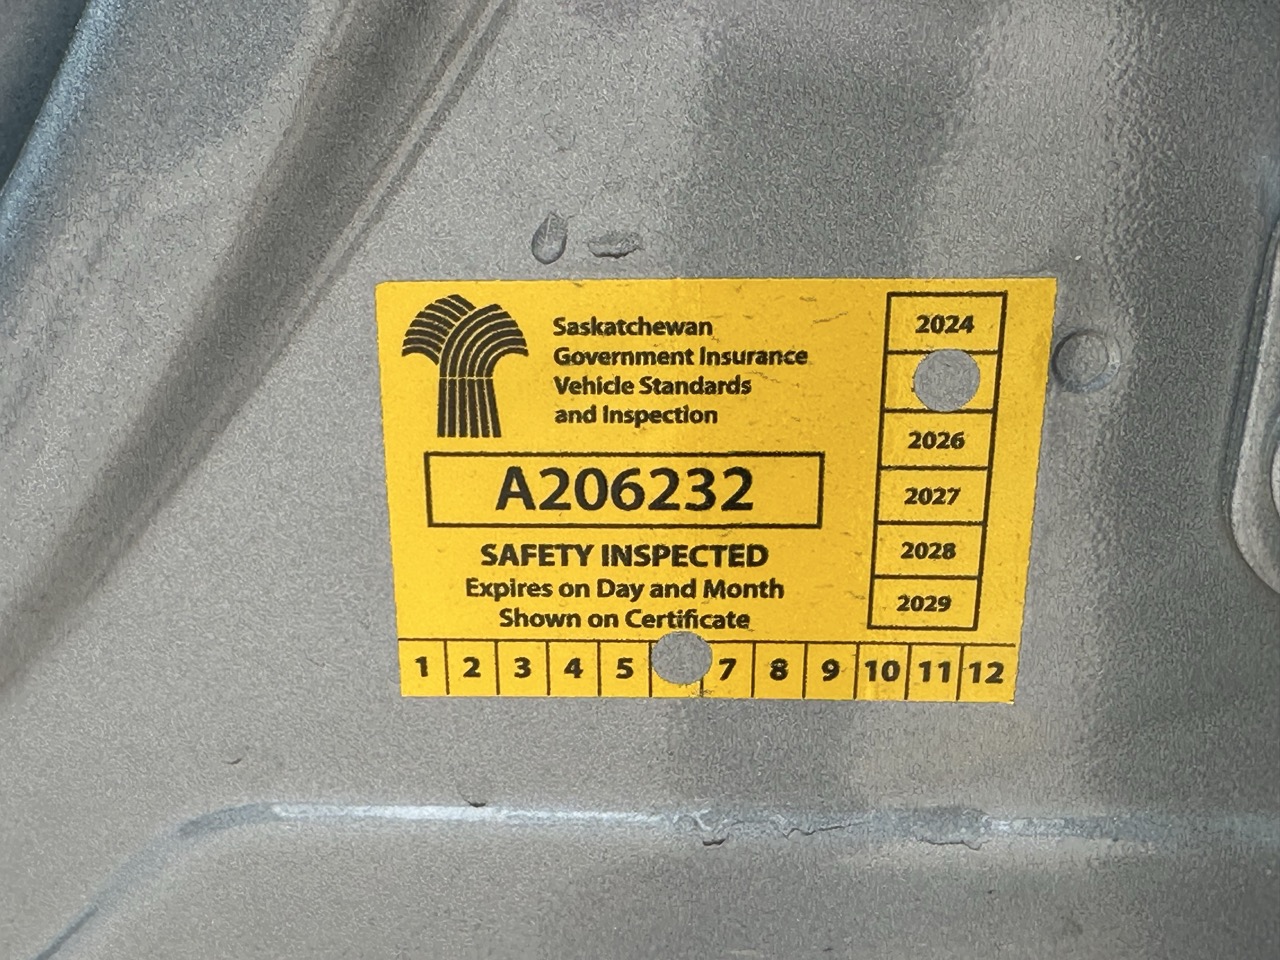 Saskatchewan
Government Insurance
Vehicle Standards
and Inspection
A206232
SAFETY INSPECTED
Expires on Day and Month
Shown on Certificate
2024
2026
2027
2028
2029
1 2 3 4 5 7 8 9 10 11 12